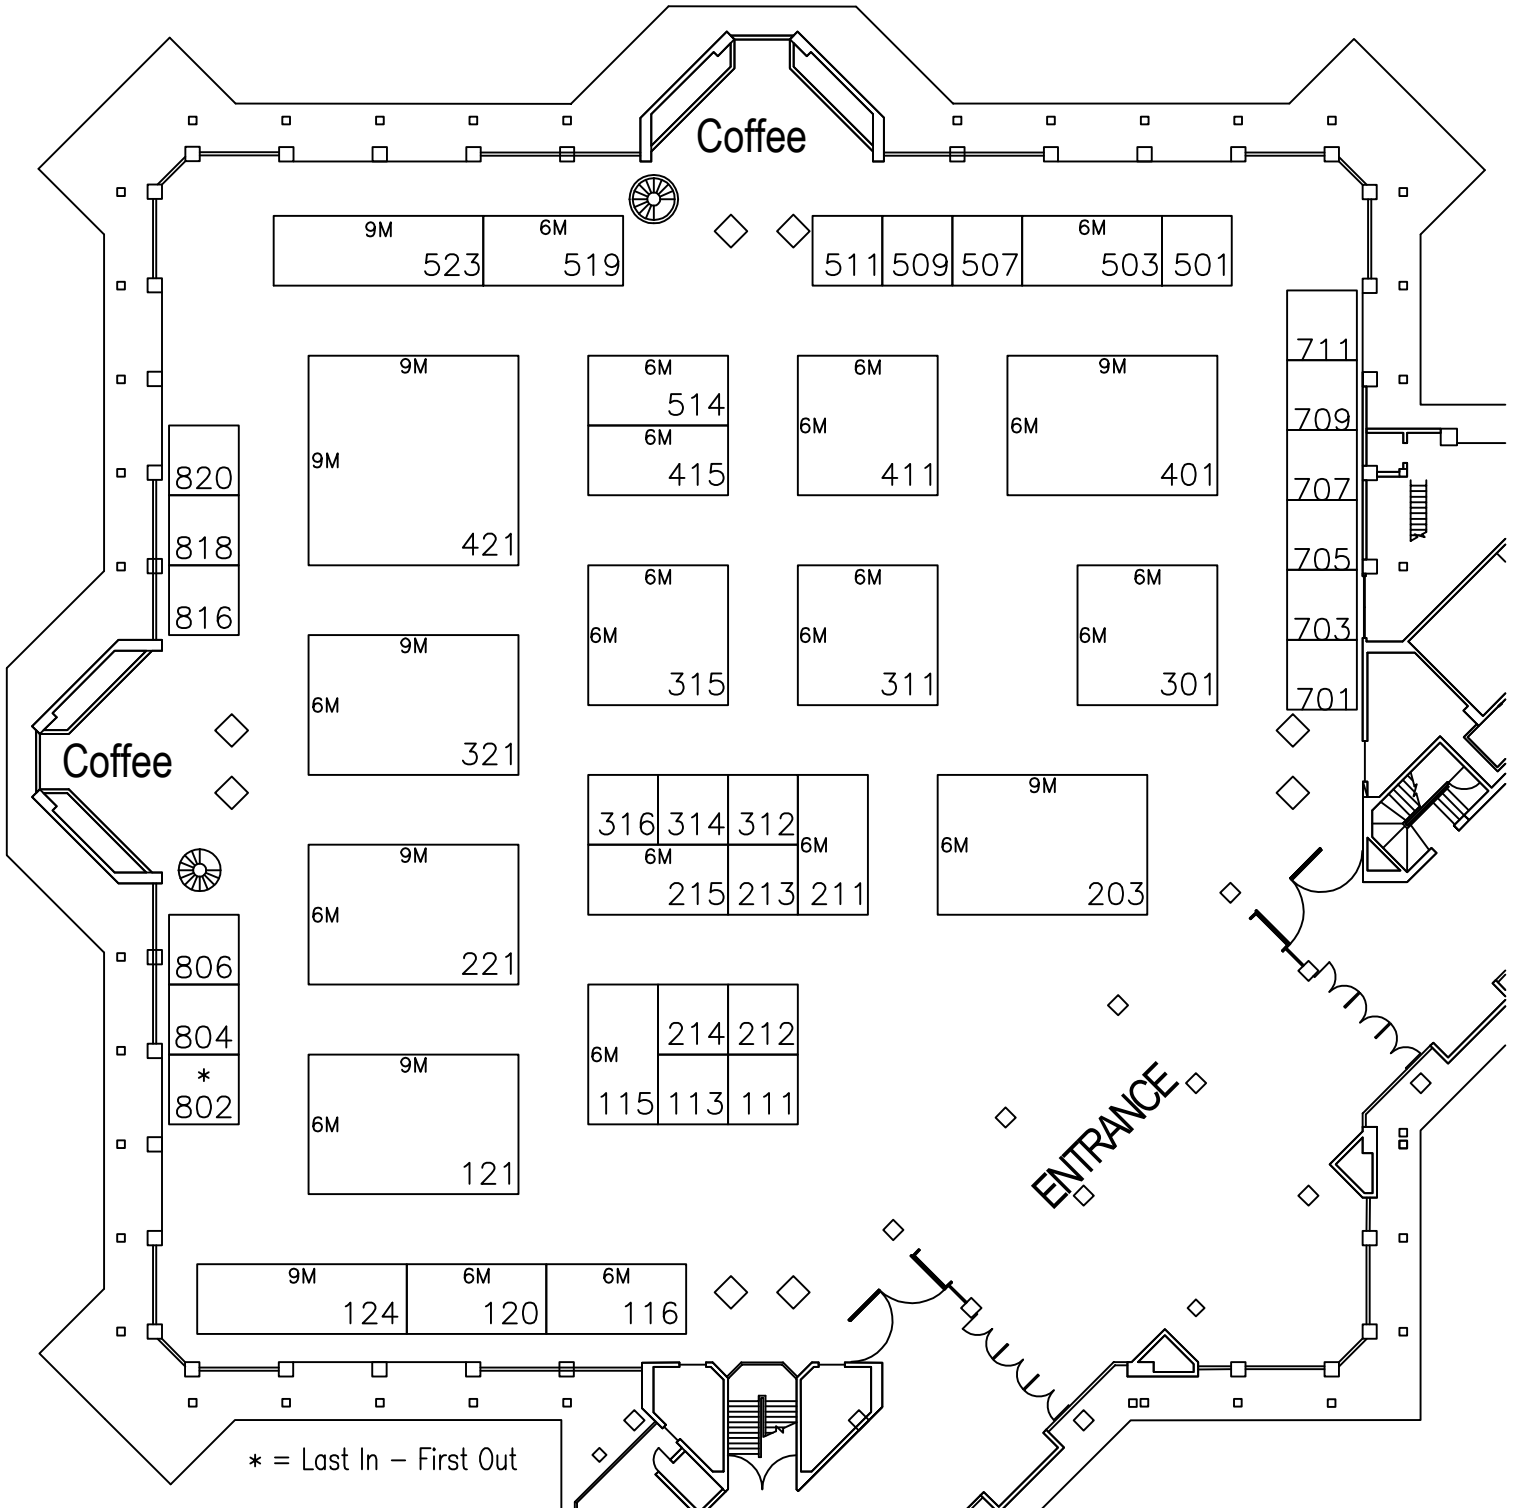 Coffee
9M
6M
6M
523
519
511
509
507
503
501
711
9M
6M
6M
9M
514
709
6M
9M
6M
6M
6M
820
415
411
401
707
818
421
705
6M
6M
6M
816
6M
6M
6M
703
9M
315
311
301
701
6M
321
Coffee
9M
316
314
312
6M
6M
6M
9M
215
213
211
203
6M
221
806
804
214
212
6M
*
9M
802
115
113
111
ENTRANCE
6M
121
9M
6M
6M
124
120
116
* = Last In – First Out